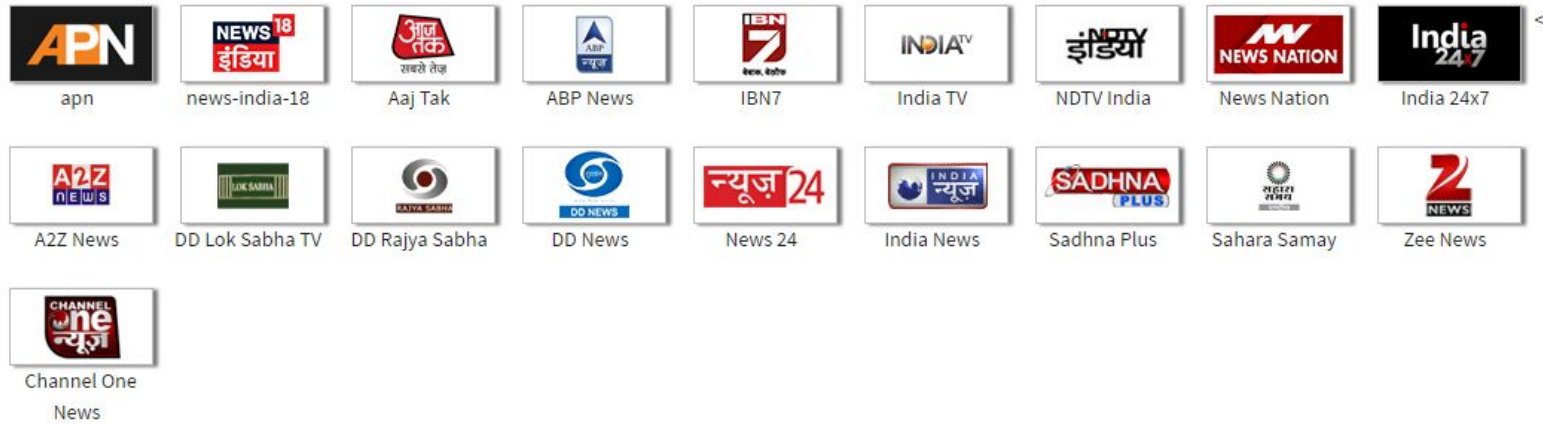 APN
NEWS 18
इंडिया
आज
तक
सबसे तेज़
ABP
न्यूज़
IBN
7
INDIATV
NDTV
इंडिया
NEWS NATION
India
24x7
<
apn
news-india-18
Aaj Tak
ABP News
IBN7
India TV
NDTV India
News Nation
India 24x7
A2Z
news
LOK SABHA
RAJYA SABHA
DD NEWS
न्यूज़ 24
INDIA
न्यूज़
SADHNA
PLUS
सहारा
समय
Z
NEWS
A2Z News
DD Lok Sabha TV
DD Rajya Sabha
DD News
News 24
India News
Sadhna Plus
Sahara Samay
Zee News
CHANNEL
one
न्यूज़
Channel One
News